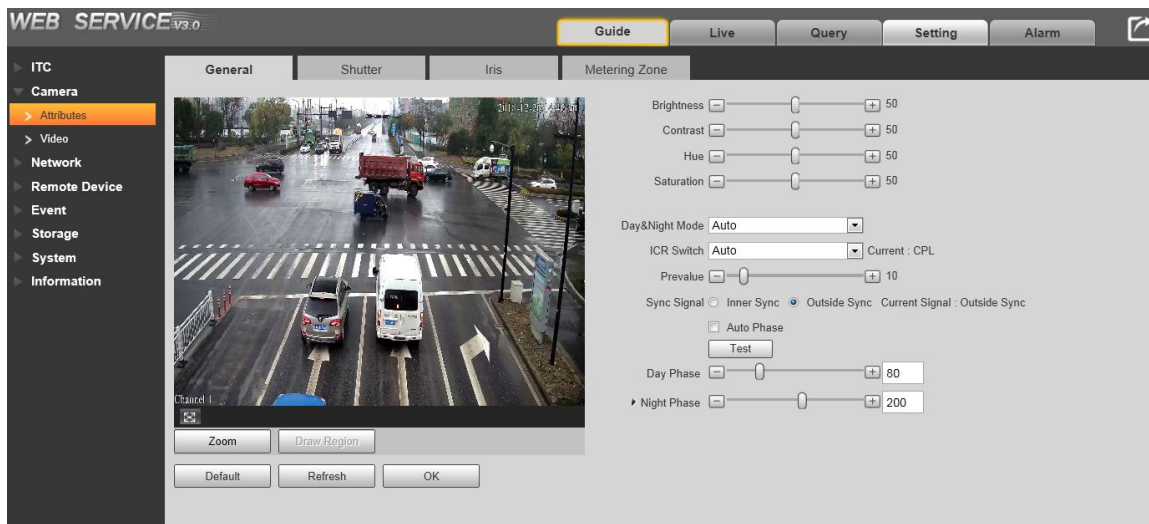 WEB SERVICE V3.0
Guide
Live
Query
Setting
Alarm
ITC
Camera
Attributes
Video
Network
Remote Device
Event
Storage
System
Information
General
Shutter
Iris
Metering Zone
Channel 1
Zoom
Draw Region
Default
Refresh
OK
Brightness 50
Contrast 50
Hue 50
Saturation 50
Day&Night Mode Auto
ICR Switch Auto Current : CPL
Prevalue 10
Sync Signal Inner Sync Outside Sync Current Signal : Outside Sync
Auto Phase
Test
Day Phase 80
Night Phase 200